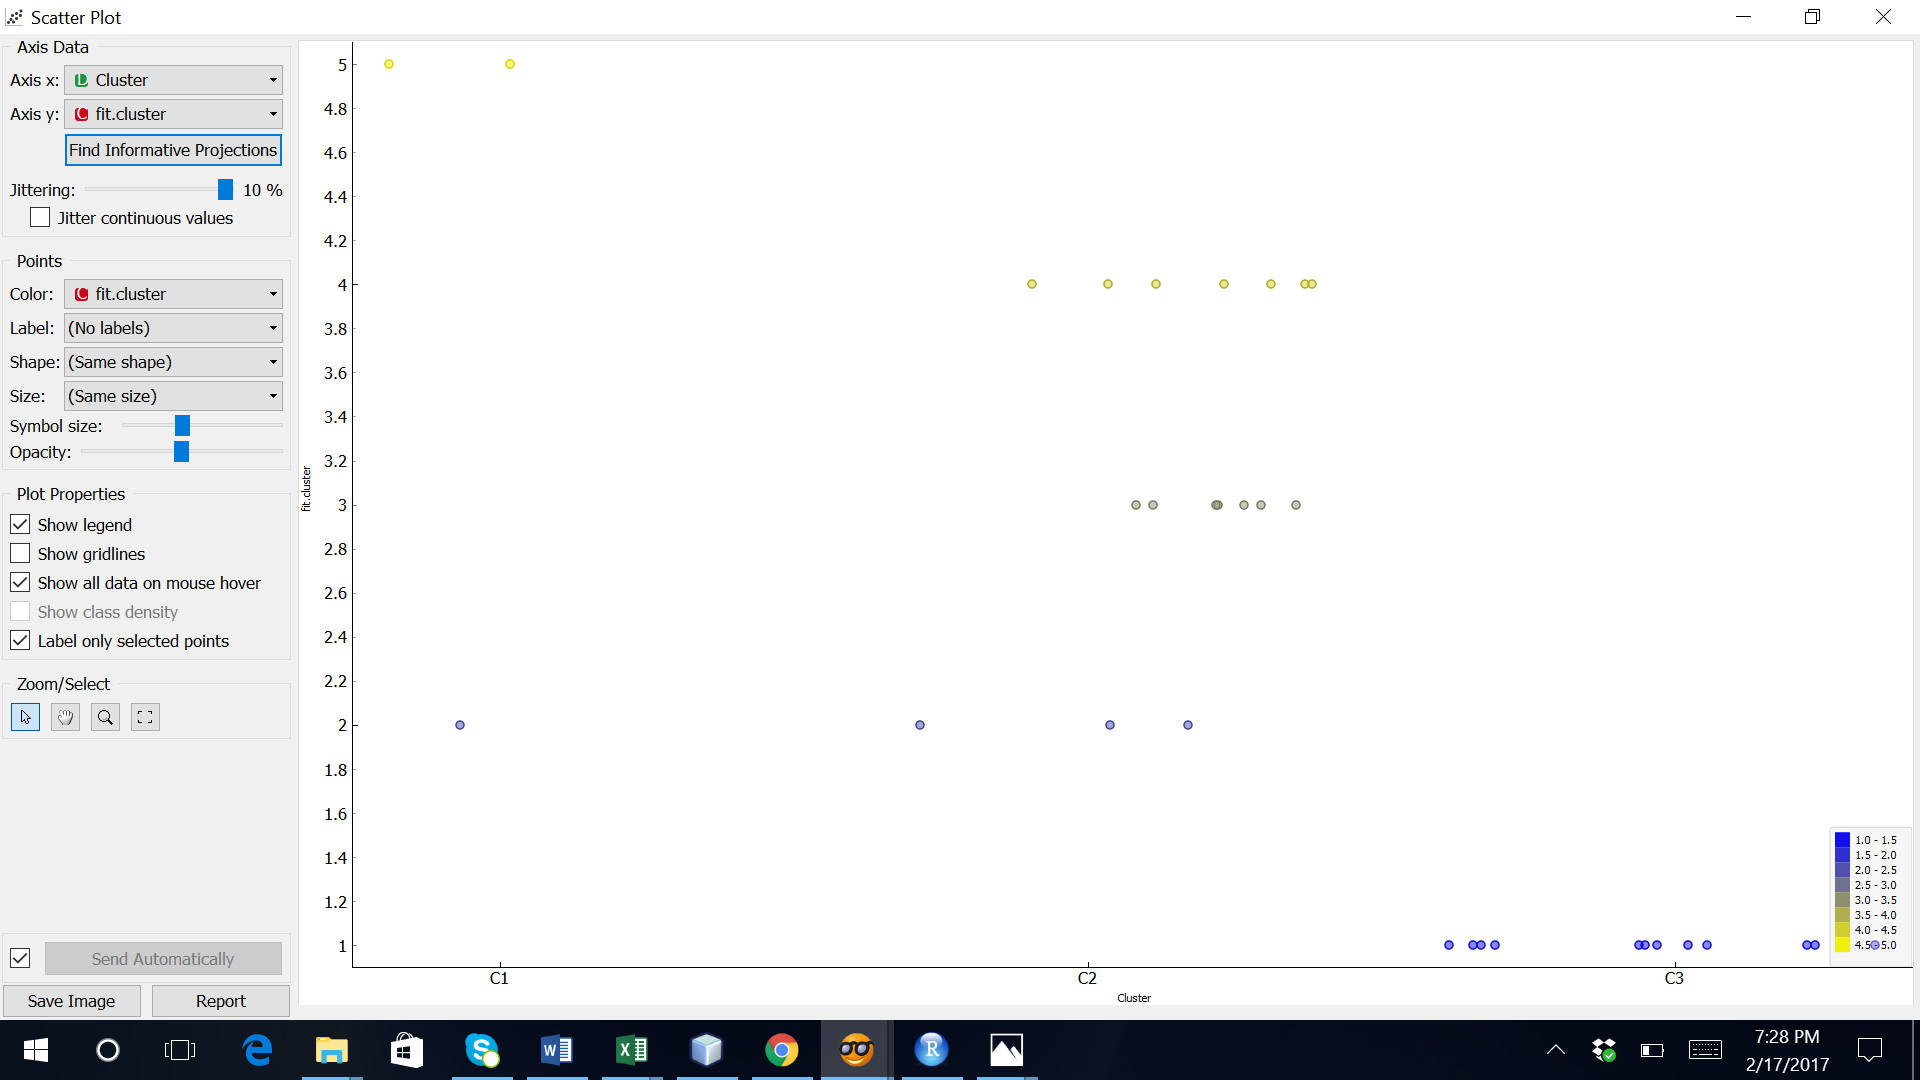 Scatter Plot
Axis Data
Axis x: Cluster
Axis y: C fit.cluster
Find Informative Projections
Jittering: 10 %
Jitter continuous values
Points
Color: C fit.cluster
Label: (No labels)
Shape: (Same shape)
Size: (Same size)
Symbol size:
Opacity:
Plot Properties
Show legend
Show gridlines
Show all data on mouse hover
Show class density
Label only selected points
Zoom/Select
Send Automatically
Save Image Report
5
4.8
4.6
4.4
4.2
4
3.8
3.6
3.4
3.2
3
2.8
2.6
2.4
2.2
2
1.8
1.6
1.4
1.2
1
fit.cluster
C1 C2 C3
Cluster
1.0 - 1.5
1.5 - 2.0
2.0 - 2.5
2.5 - 3.0
3.0 - 3.5
3.5 - 4.0
4.0 - 4.5
4.5 - 5.0
7:28 PM
2/17/2017